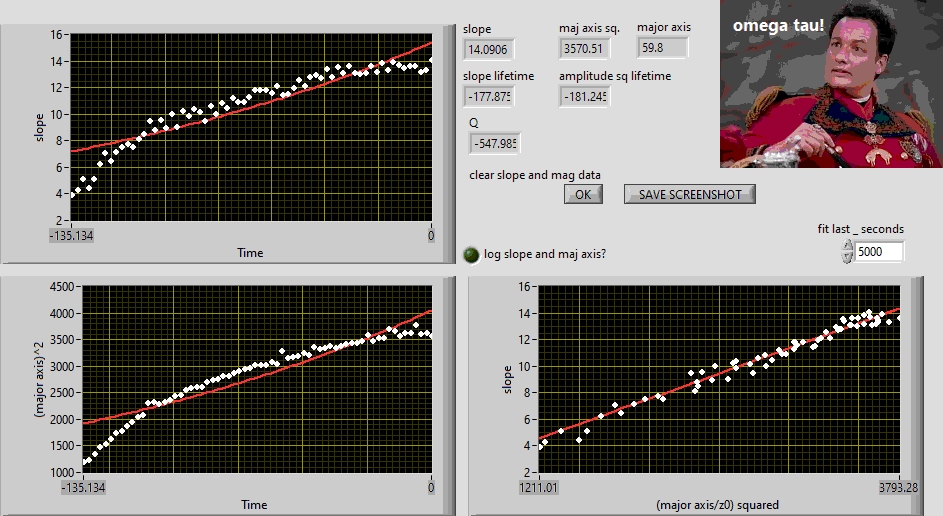 omega tau!
slope
maj axis sq.
major axis
14.0906
3570.51
59.8
slope lifetime
amplitude sq lifetime
-177.875
-181.245
Q
-547.985
clear slope and mag data
OK
SAVE SCREENSHOT
fit last _ seconds
5000
log slope and maj axis?
16
14
12
10
8
6
4
2
slope
-135.134
0
Time
4500
4000
3500
3000
2500
2000
1500
1000
(major axis)^2
-135.134
0
Time
16
14
12
10
8
6
4
2
slope
1211.01
3793.28
(major axis/z0) squared